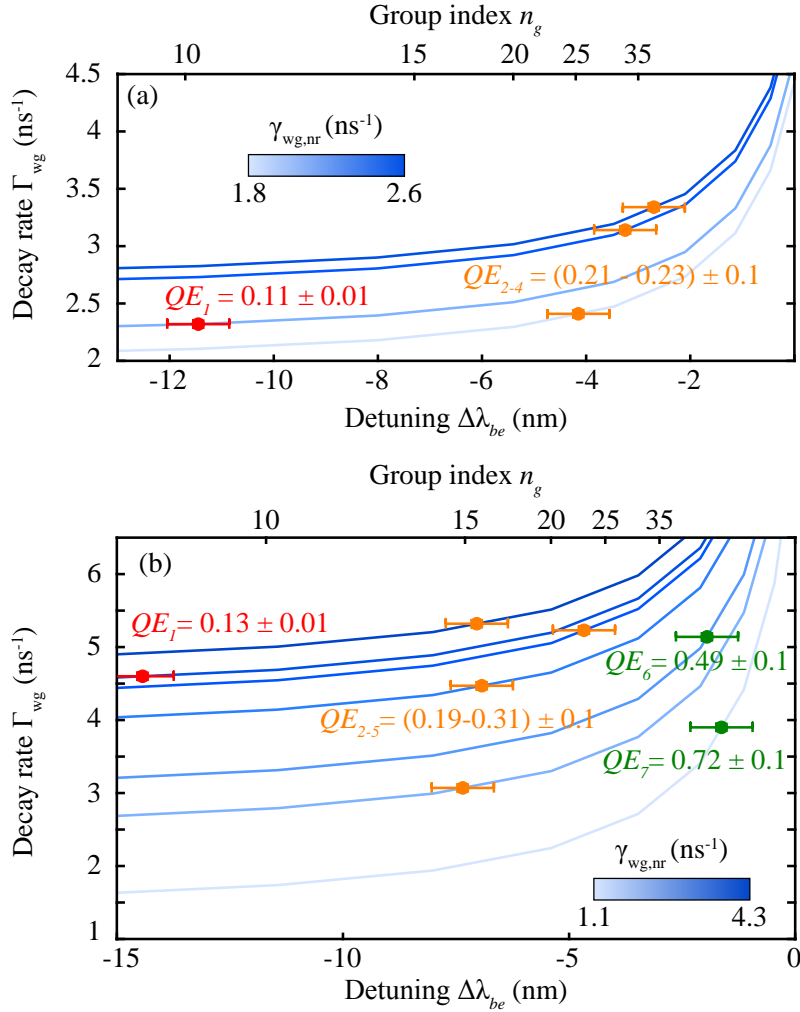 Group index n_g
10 15 20 25 35
(a)
4.5
4
3.5
3
2.5
2
Decay rate Γ_wg (ns⁻¹)
γ_wg,nr (ns⁻¹)
1.8 2.6
QE_1 = 0.11 ± 0.01
QE_2-4 = (0.21 - 0.23) ± 0.1
-12 -10 -8 -6 -4 -2
Detuning Δλ_be (nm)
Group index n_g
10 15 20 25 35
(b)
6
5
4
3
2
1
Decay rate Γ_wg (ns⁻¹)
QE_1 = 0.13 ± 0.01
QE_6 = 0.49 ± 0.1
QE_2-5 = (0.19-0.31) ± 0.1
QE_7 = 0.72 ± 0.1
γ_wg,nr (ns⁻¹)
1.1 4.3
-15 -10 -5 0
Detuning Δλ_be (nm)